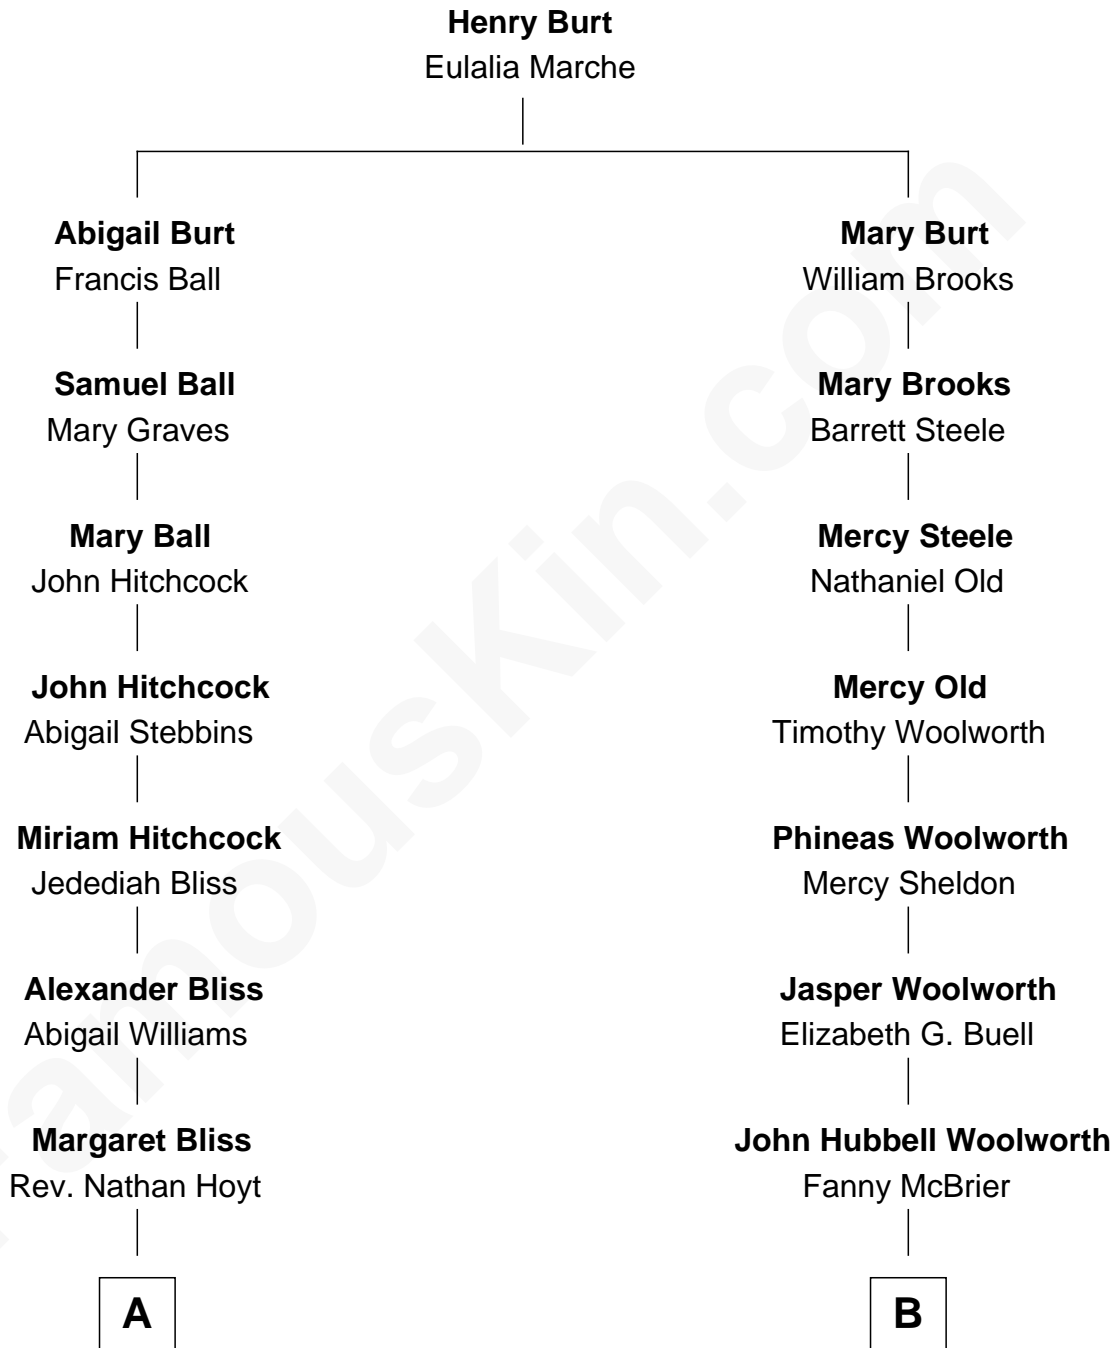 Henry Burt
Eulalia Marche
Abigail Burt
Francis Ball
Mary Burt
William Brooks
Samuel Ball
Mary Graves
Mary Brooks
Barrett Steele
Mary Ball
John Hitchcock
Mercy Steele
Nathaniel Old
John Hitchcock
Abigail Stebbins
Mercy Old
Timothy Woolworth
Miriam Hitchcock
Jedediah Bliss
Phineas Woolworth
Mercy Sheldon
Alexander Bliss
Abigail Williams
Jasper Woolworth
Elizabeth G. Buell
Margaret Bliss
Rev. Nathan Hoyt
John Hubbell Woolworth
Fanny McBrier
A
B
FamousKin.com